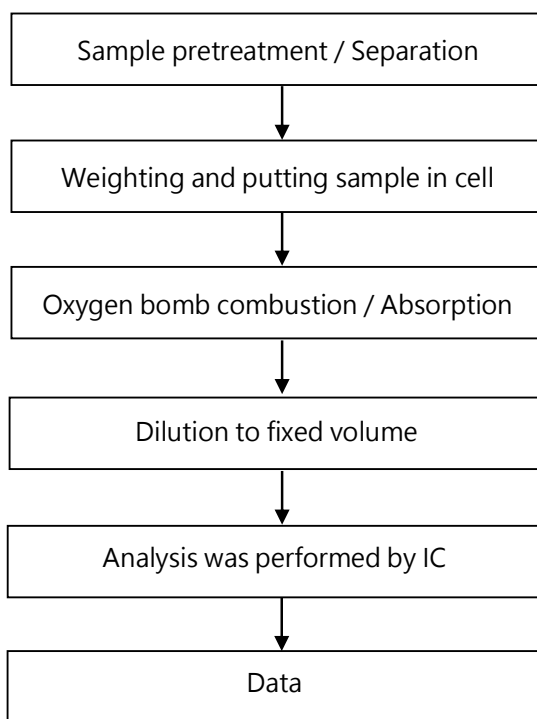 Sample pretreatment / Separation
Weighting and putting sample in cell
Oxygen bomb combustion / Absorption
Dilution to fixed volume
Analysis was performed by IC
Data